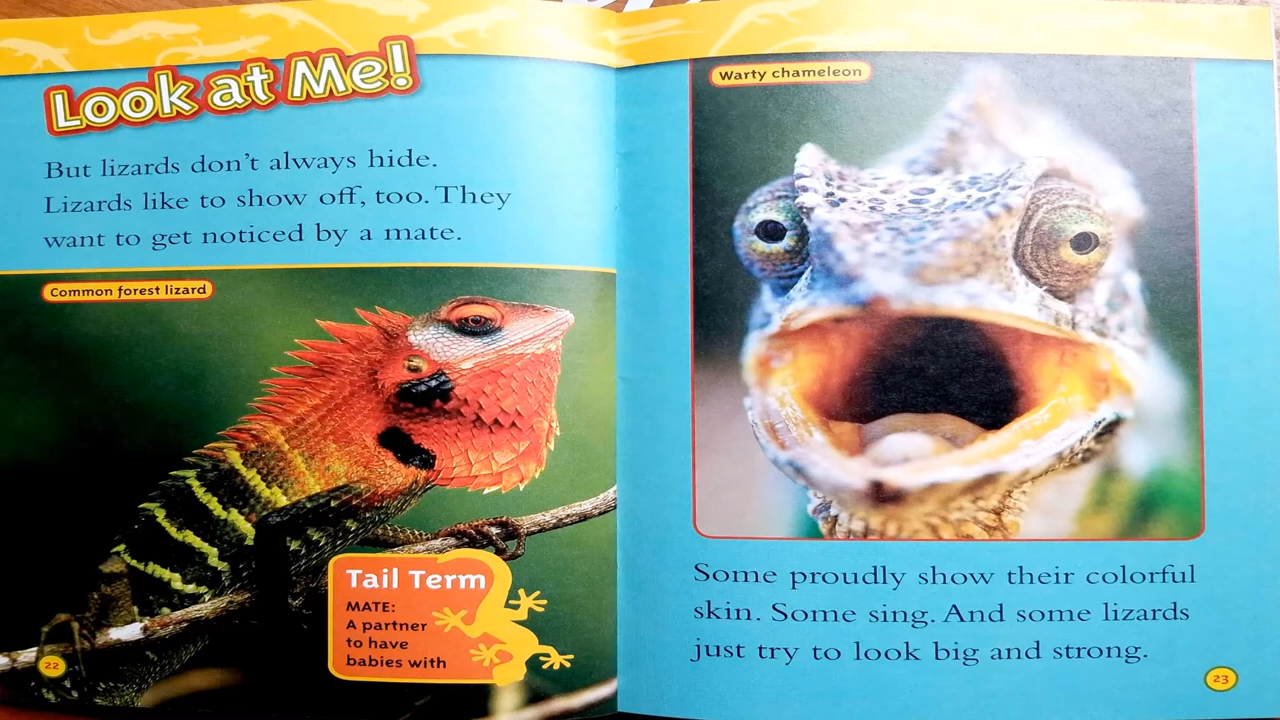 Look at Me!
But lizards don't always hide.
Lizards like to show off, too. They
want to get noticed by a mate.
Common forest lizard
Tail Term
MATE:
A partner
to have
babies with
22
Warty chameleon
Some proudly show their colorful
skin. Some sing. And some lizards
just try to look big and strong.
23